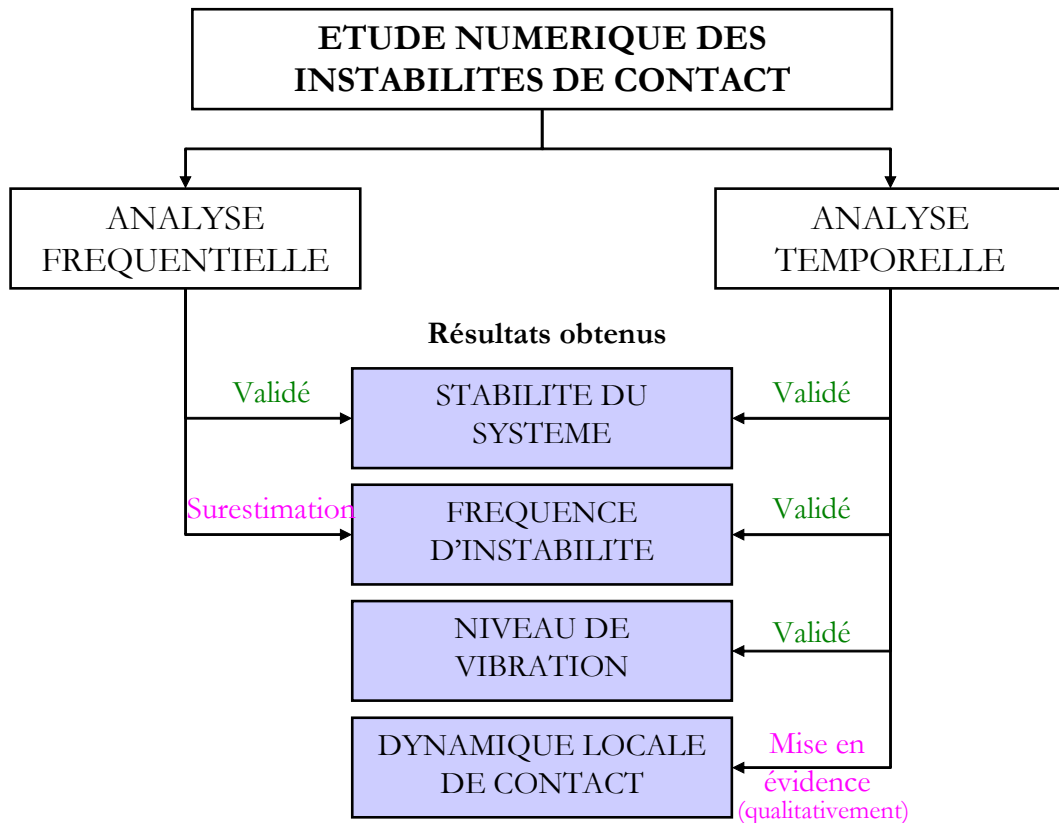 ETUDE NUMERIQUE DES
INSTABILITES DE CONTACT
ANALYSE
FREQUENTIELLE
ANALYSE
TEMPORELLE
Résultats obtenus
Validé
STABILITE DU
SYSTEME
Validé
Surestimation
FREQUENCE
D'INSTABILITE
Validé
NIVEAU DE
VIBRATION
Validé
DYNAMIQUE LOCALE
DE CONTACT
Mise en
évidence
(qualitativement)